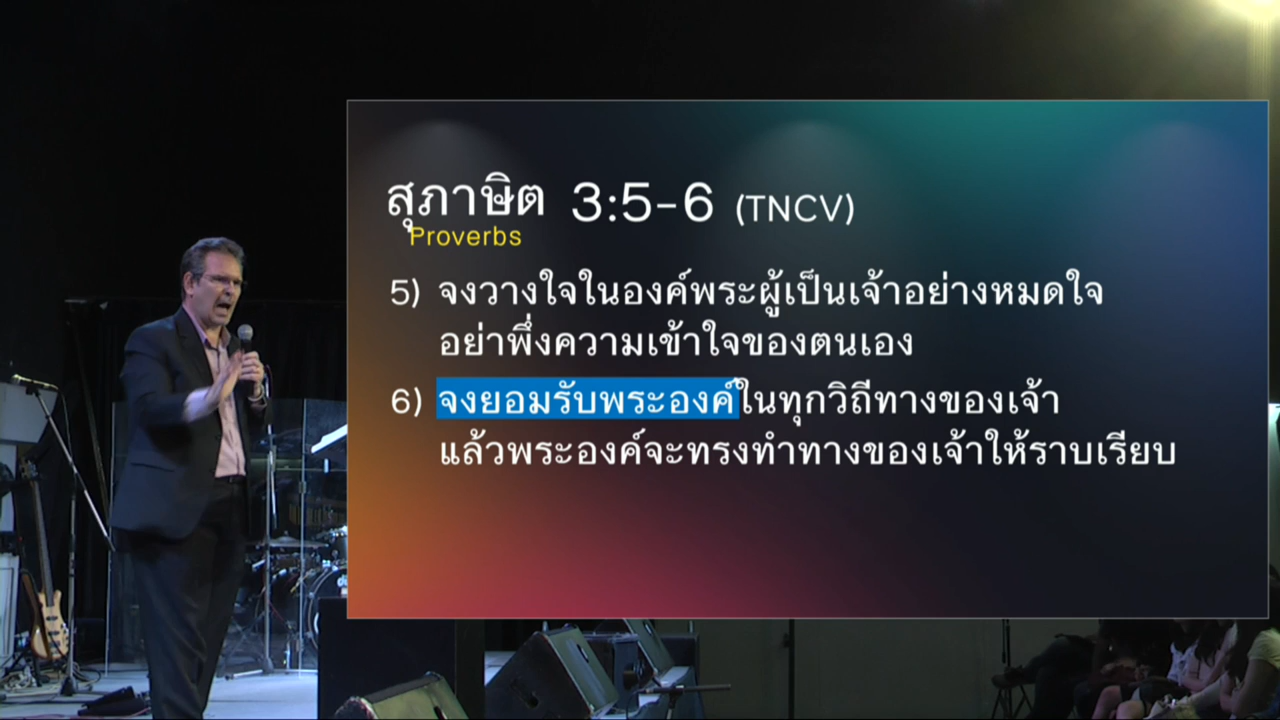 สุภาษิต 3:5-6 (TNCV)
Proverbs
5) จงวางใจในองค์พระผู้เป็นเจ้าอย่างหมดใจ
อย่าพึ่งความเข้าใจของตนเอง
6) จงยอมรับพระองค์ในทุกวิถีทางของเจ้า
แล้วพระองค์จะทรงทำทางของเจ้าให้ราบเรียบ